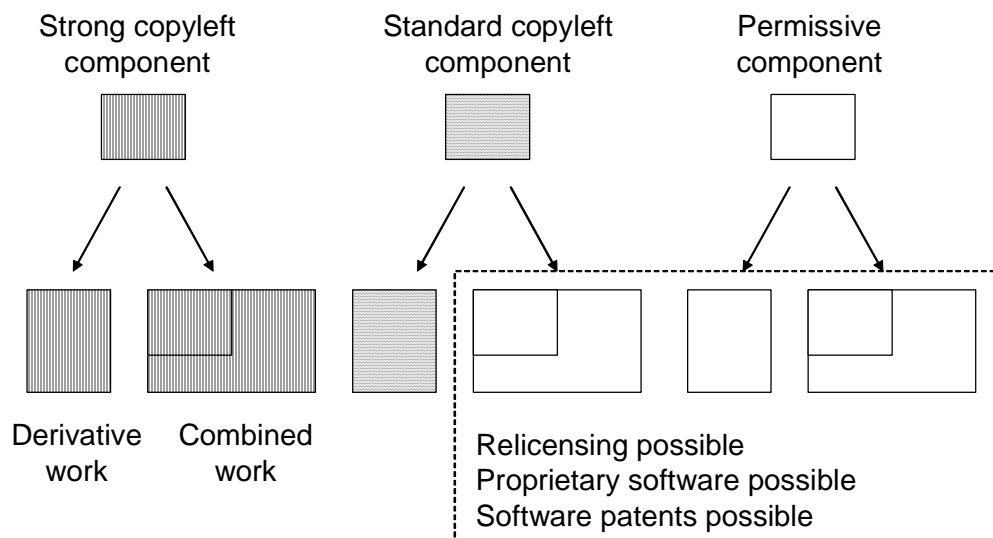 Strong copyleft
component
Standard copyleft
component
Permissive
component
Derivative
work
Combined
work
Relicensing possible
Proprietary software possible
Software patents possible